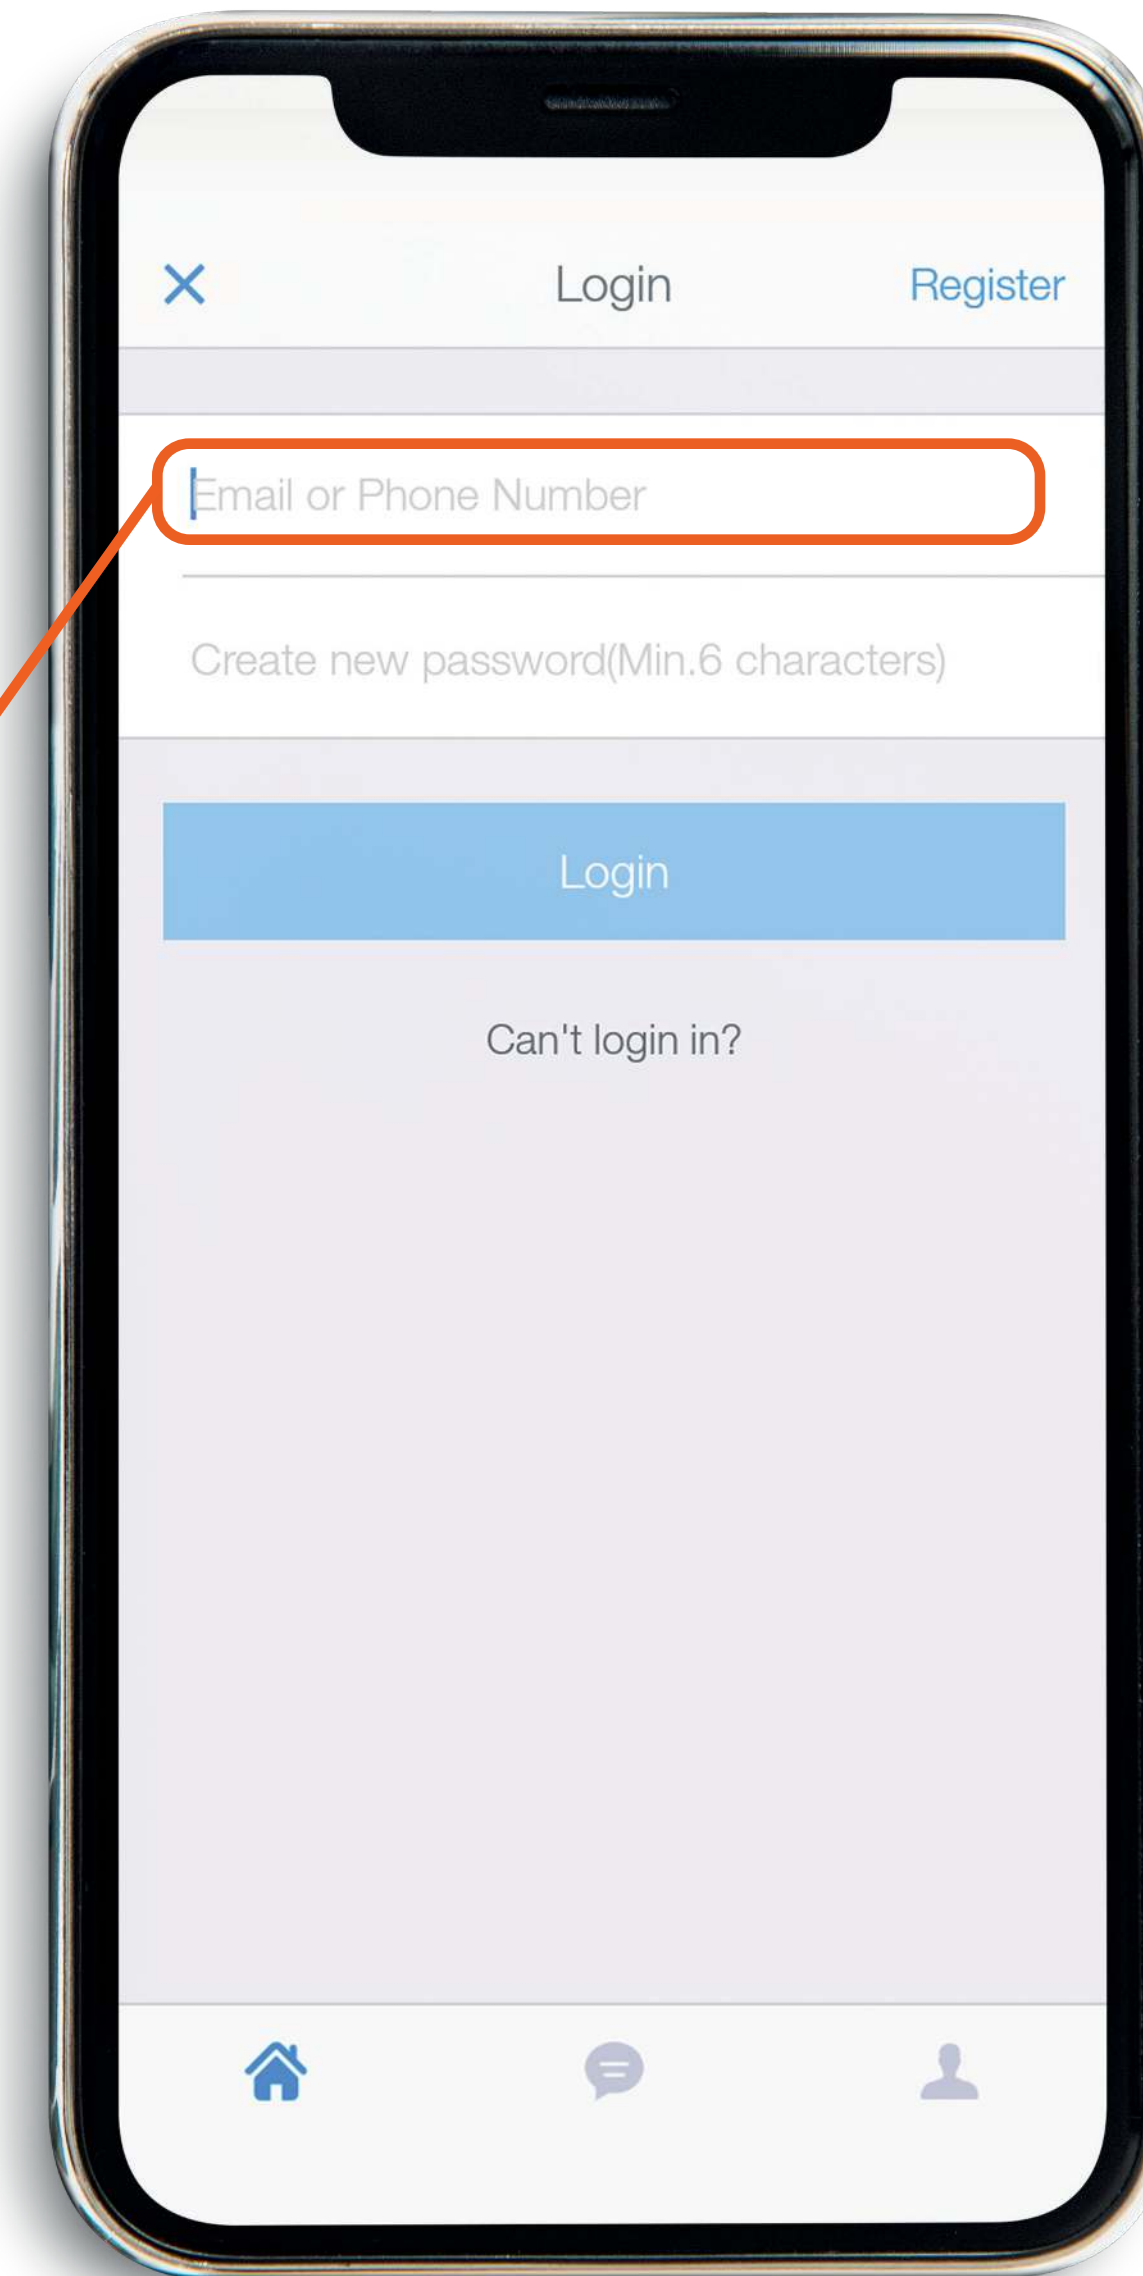 Login
Register
Email or Phone Number
Create new password(Min.6 characters)
Login
Can't login in?